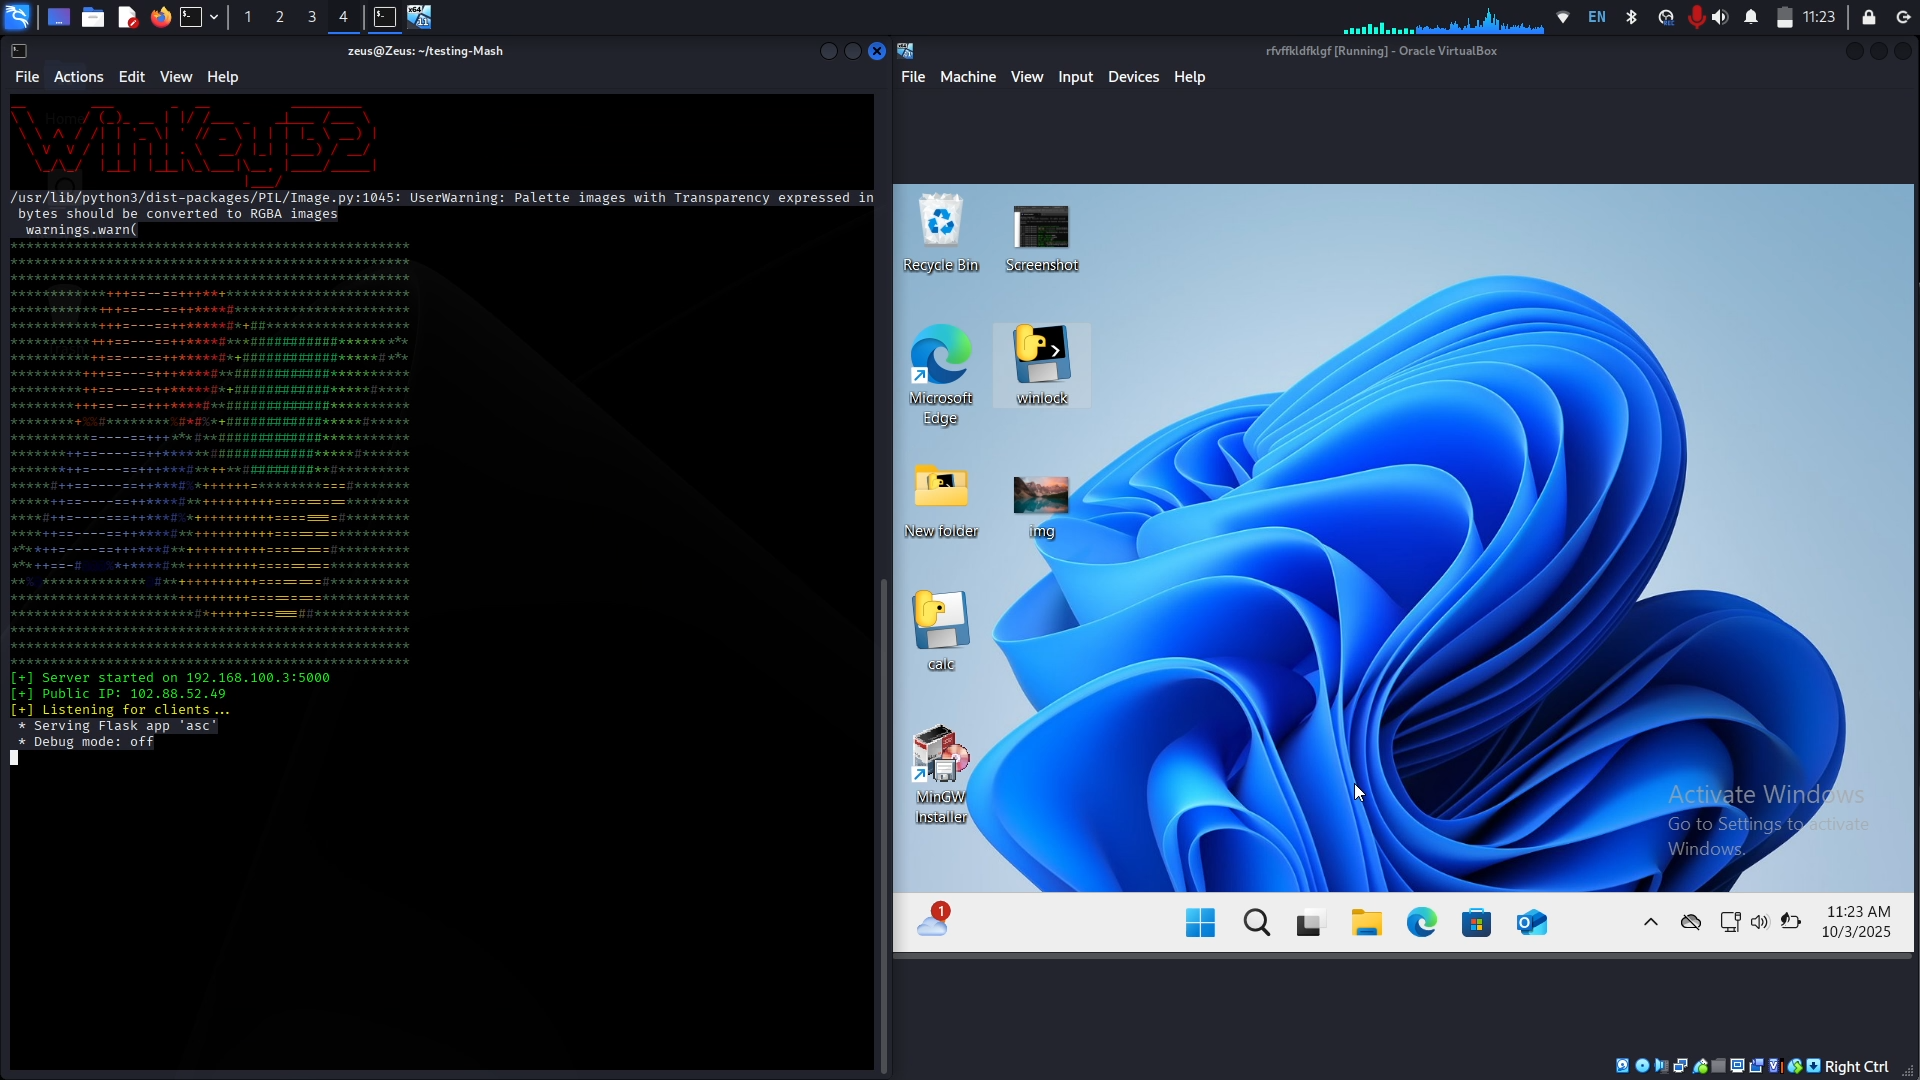 1 2 3 4
EN
11:23
zeus@Zeus: ~/testing-Mash
File Actions Edit View Help
WinKey52
/usr/lib/python3/dist-packages/PIL/Image.py:1045: UserWarning: Palette images with Transparency expressed in
bytes should be converted to RGBA images
warnings.warn(
[+] Server started on 192.168.100.3:5000
[+] Public IP: 102.88.52.49
[+] Listening for clients...
* Serving Flask app 'asc'
* Debug mode: off
rfvffkldfklgf [Running] - Oracle VirtualBox
File Machine View Input Devices Help
Recycle Bin
Screenshot
Microsoft
Edge
winlock
New folder
img
calc
MinGW
Installer
Activate Windows
Go to Settings to activate
Windows.
1
11:23 AM
10/3/2025
Right Ctrl